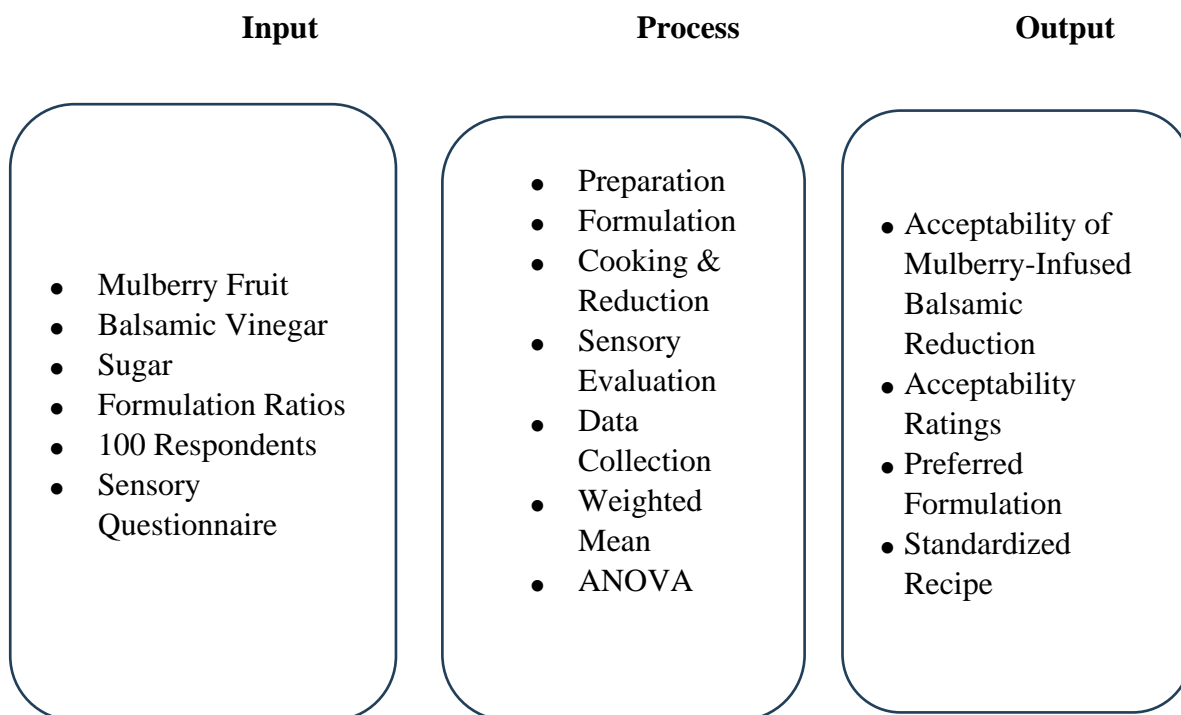 Input
Process
Output
● Mulberry Fruit
● Balsamic Vinegar
● Sugar
● Formulation Ratios
● 100 Respondents
● Sensory
Questionnaire
● Preparation
● Formulation
● Cooking &
Reduction
● Sensory
Evaluation
● Data
Collection
● Weighted
Mean
● ANOVA
● Acceptability of
Mulberry-Infused
Balsamic
Reduction
● Acceptability
Ratings
● Preferred
Formulation
● Standardized
Recipe